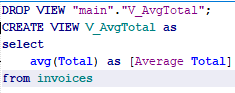 DROP VIEW "main"."V_AvgTotal";
CREATE VIEW V_AvgTotal as
select
avg(Total) as [Average Total]
from invoices